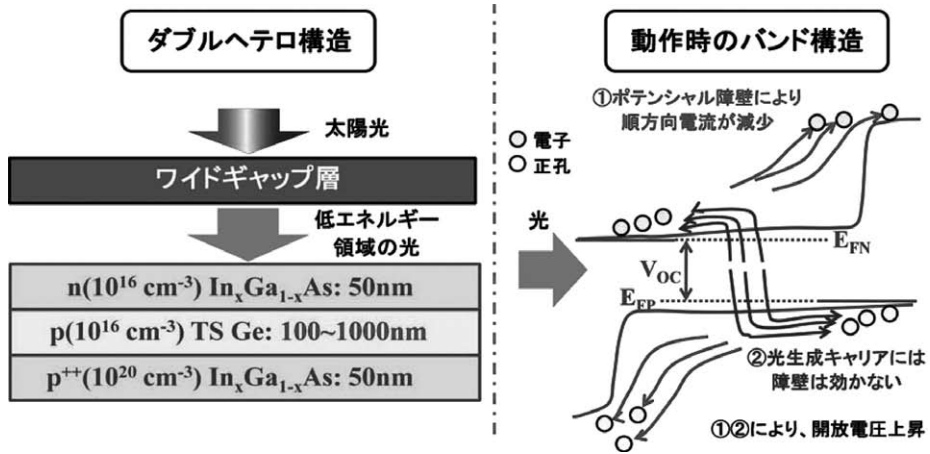 ダブルヘテロ構造
太陽光
ワイドギャップ層
低エネルギー
領域の光
n(10¹⁶ cm⁻³) InₓGa₁₋ₓAs: 50nm
p(10¹⁶ cm⁻³) TS Ge: 100~1000nm
p⁺⁺(10²⁰ cm⁻³) InₓGa₁₋ₓAs: 50nm
動作時のバンド構造
①ポテンシャル障壁により
順方向電流が減少
電子
正孔
光
E_FN
V_OC
E_FP
②光生成キャリアには
障壁は効かない
①②により、開放電圧上昇